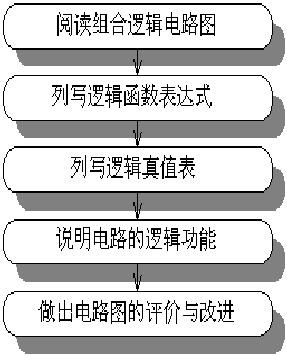 阅读组合逻辑电路图
列写逻辑函数表达式
列写逻辑真值表
说明电路的逻辑功能
做出电路图的评价与改进